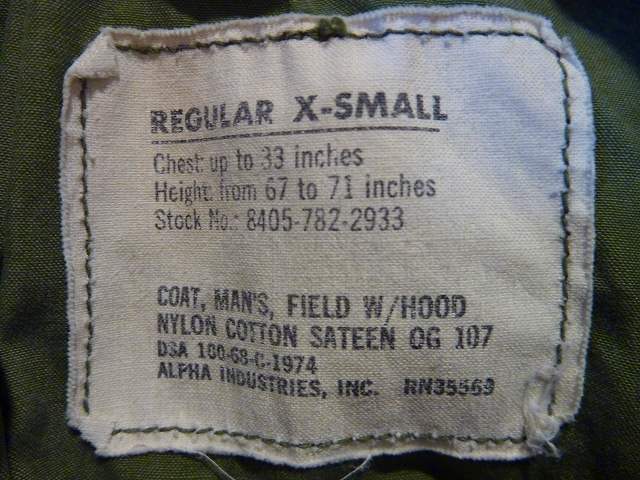 REGULAR X-SMALL
Chest: up to 33 inches
Height: from 67 to 71 inches
Stock No.: 8405-782-2933
COAT, MAN'S, FIELD W/HOOD
NYLON COTTON SATEEN OG 107
DSA 100-68-C-1974
ALPHA INDUSTRIES, INC. RN35569